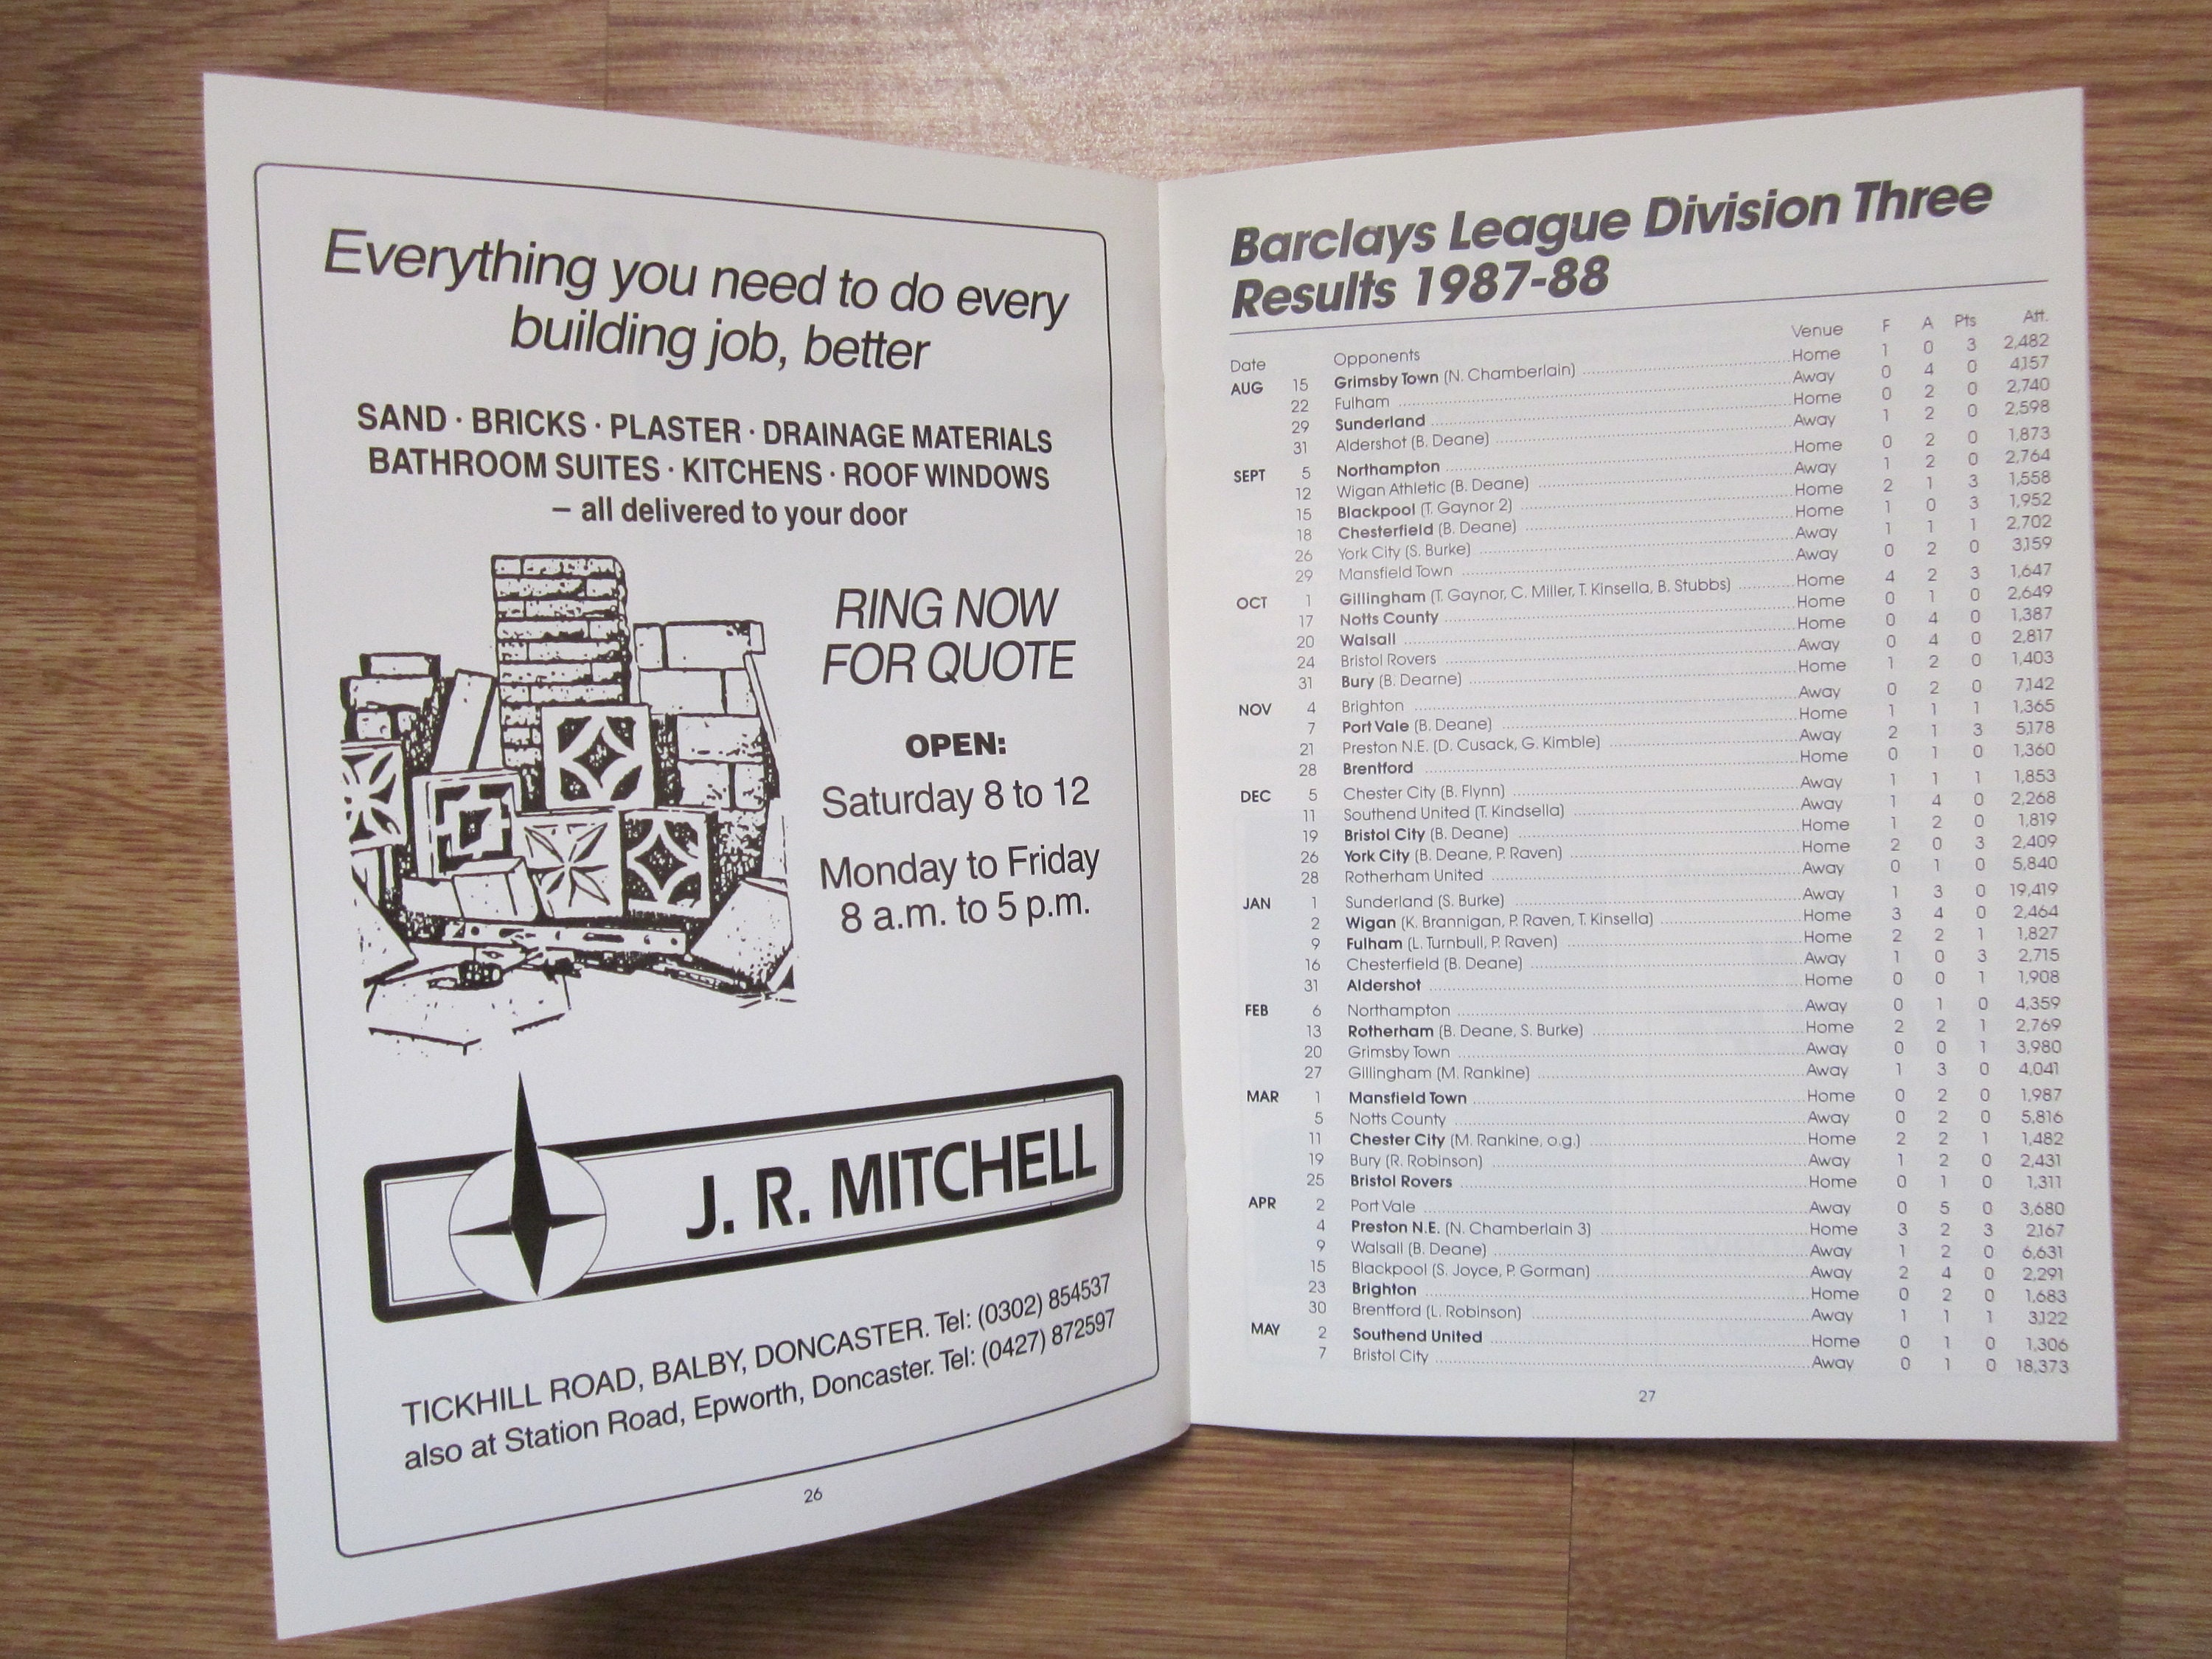 Everything you need to do every
building job, better
SAND · BRICKS · PLASTER · DRAINAGE MATERIALS
BATHROOM SUITES · KITCHENS · ROOF WINDOWS
– all delivered to your door
RING NOW
FOR QUOTE
OPEN:
Saturday 8 to 12
Monday to Friday
8 a.m. to 5 p.m.
J. R. MITCHELL
TICKHILL ROAD, BALBY, DONCASTER. Tel: (0302) 854537
also at Station Road, Epworth, Doncaster. Tel: (0427) 872597
26
Barclays League Division Three
Results 1987-88
Date Opponents Venue F A Pts Att.
AUG 15 Grimsby Town (N. Chamberlain) Home 1 0 3 2,482
22 Fulham Away 0 4 0 4,157
29 Sunderland Home 0 2 0 2,740
31 Aldershot (B. Deane) Away 1 2 0 2,598
SEPT 5 Northampton Home 0 2 0 1,873
12 Wigan Athletic (B. Deane) Away 1 2 0 2,764
15 Blackpool (T. Gaynor 2) Home 2 1 3 1,558
18 Chesterfield (B. Deane) Home 1 0 3 1,952
26 York City (S. Burke) Away 1 1 1 2,702
29 Mansfield Town Away 0 2 0 3,159
OCT 1 Gillingham (T. Gaynor, C. Miller, T. Kinsella, B. Stubbs) Home 4 2 3 1,647
17 Notts County Home 0 1 0 2,649
20 Walsall Home 0 4 0 1,387
24 Bristol Rovers Away 0 4 0 2,817
31 Bury (B. Dearne) Home 1 2 0 1,403
NOV 4 Brighton Away 0 2 0 7,142
7 Port Vale (B. Deane) Home 1 1 1 1,365
21 Preston N.E. (D. Cusack, G. Kimble) Away 2 1 3 5,178
28 Brentford Home 0 1 0 1,360
DEC 5 Chester City (B. Flynn) Away 1 1 1 1,853
11 Southend United (T. Kindsella) Away 1 4 0 2,268
19 Bristol City (B. Deane) Home 1 2 0 1,819
26 York City (B. Deane, P. Raven) Home 2 0 3 2,409
28 Rotherham United Away 0 1 0 5,840
JAN 1 Sunderland (S. Burke) Away 1 3 0 19,419
2 Wigan (K. Brannigan, P. Raven, T. Kinsella) Home 3 4 0 2,464
9 Fulham (L. Turnbull, P. Raven) Home 2 2 1 1,827
16 Chesterfield (B. Deane) Away 1 0 3 2,715
31 Aldershot Home 0 0 1 1,908
FEB 6 Northampton Away 0 1 0 4,359
13 Rotherham (B. Deane, S. Burke) Home 2 2 1 2,769
20 Grimsby Town Away 0 0 1 3,980
27 Gillingham (M. Rankine) Away 1 3 0 4,041
MAR 1 Mansfield Town Home 0 2 0 1,987
5 Notts County Away 0 2 0 5,816
11 Chester City (M. Rankine, o.g.) Home 2 2 1 1,482
19 Bury (R. Robinson) Away 1 2 0 2,431
25 Bristol Rovers Home 0 1 0 1,311
APR 2 Port Vale Away 0 5 0 3,680
4 Preston N.E. (N. Chamberlain 3) Home 3 2 3 2,167
9 Walsall (B. Deane) Away 1 2 0 6,631
15 Blackpool (S. Joyce, P. Gorman) Away 2 4 0 2,291
23 Brighton Home 0 2 0 1,683
30 Brentford (L. Robinson) Away 1 1 1 3,122
MAY 2 Southend United Home 0 1 0 1,306
7 Bristol City Away 0 1 0 18,373
27